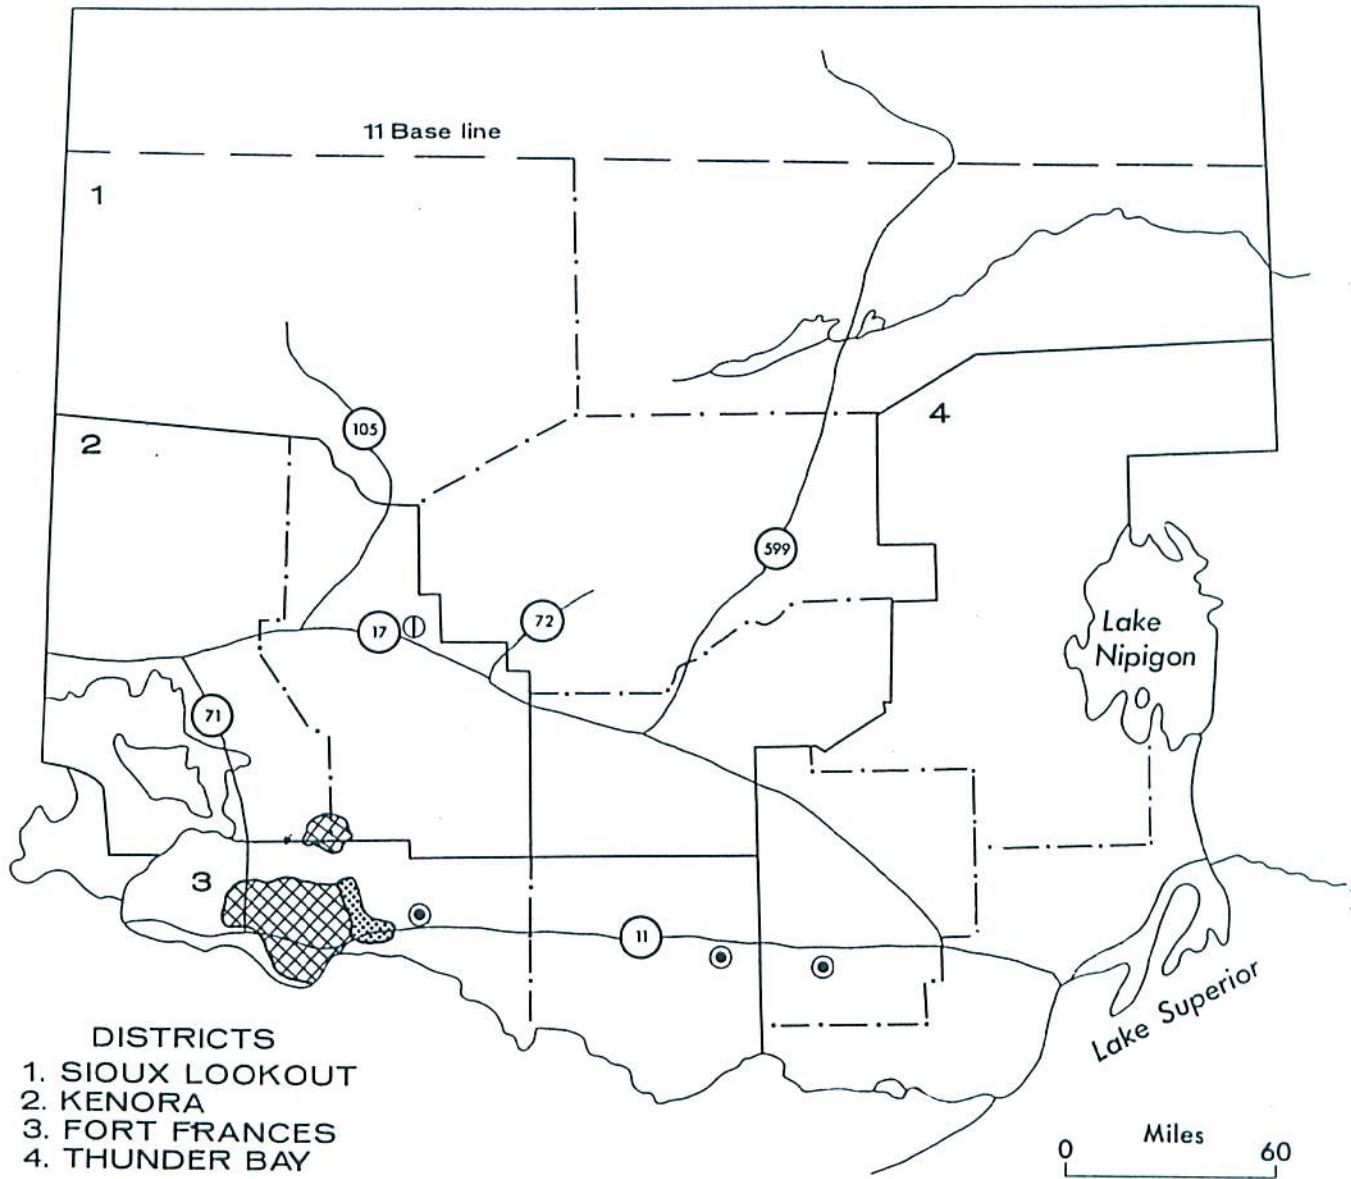 11 Base line
1
105
2
4
599
72
17
Lake
Nipigon
71
3
11
Lake Superior
DISTRICTS
1. SIOUX LOOKOUT
2. KENORA
3. FORT FRANCES
4. THUNDER BAY
Miles
0 60